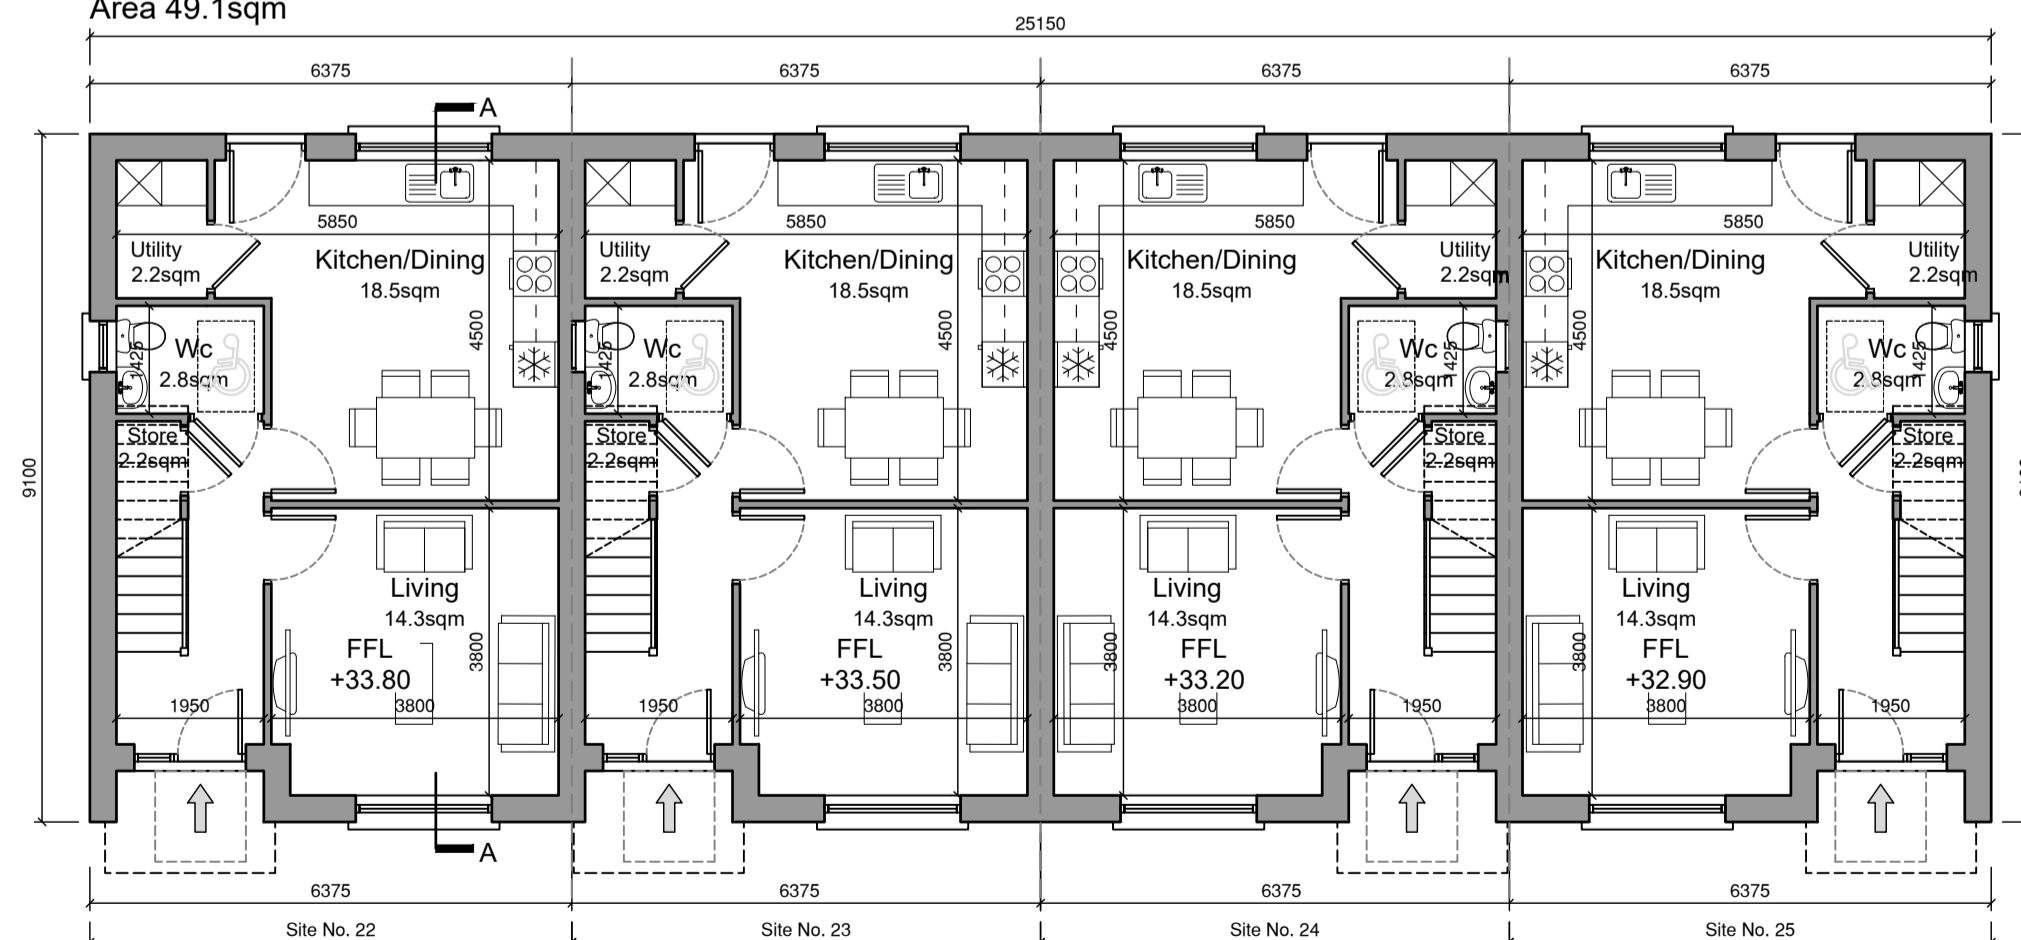 Area 49.1sqm
25150
6375 6375 6375 6375
A
5850 5850 5850 5850
Utility Kitchen/Dining Utility Kitchen/Dining Kitchen/Dining Utility Kitchen/Dining Utility
2.2sqm 18.5sqm 2.2sqm 18.5sqm 18.5sqm 2.2sqm 18.5sqm 2.2sqm
4500 4500 4500 4500
Wc Wc Wc Wc
1425 1425 1425 1425
2.8sqm 2.8sqm 2.8sqm 2.8sqm
Store Store Store Store
2.2sqm 2.2sqm 2.2sqm 2.2sqm
9100
Living Living Living Living
14.3sqm 14.3sqm 14.3sqm 14.3sqm
3800 3800 3800 3800
FFL FFL FFL FFL
+33.80 +33.50 +33.20 +32.90
1950 3800 1950 3800 3800 1950 3800 1950
A
6375 6375 6375 6375
Site No. 22 Site No. 23 Site No. 24 Site No. 25